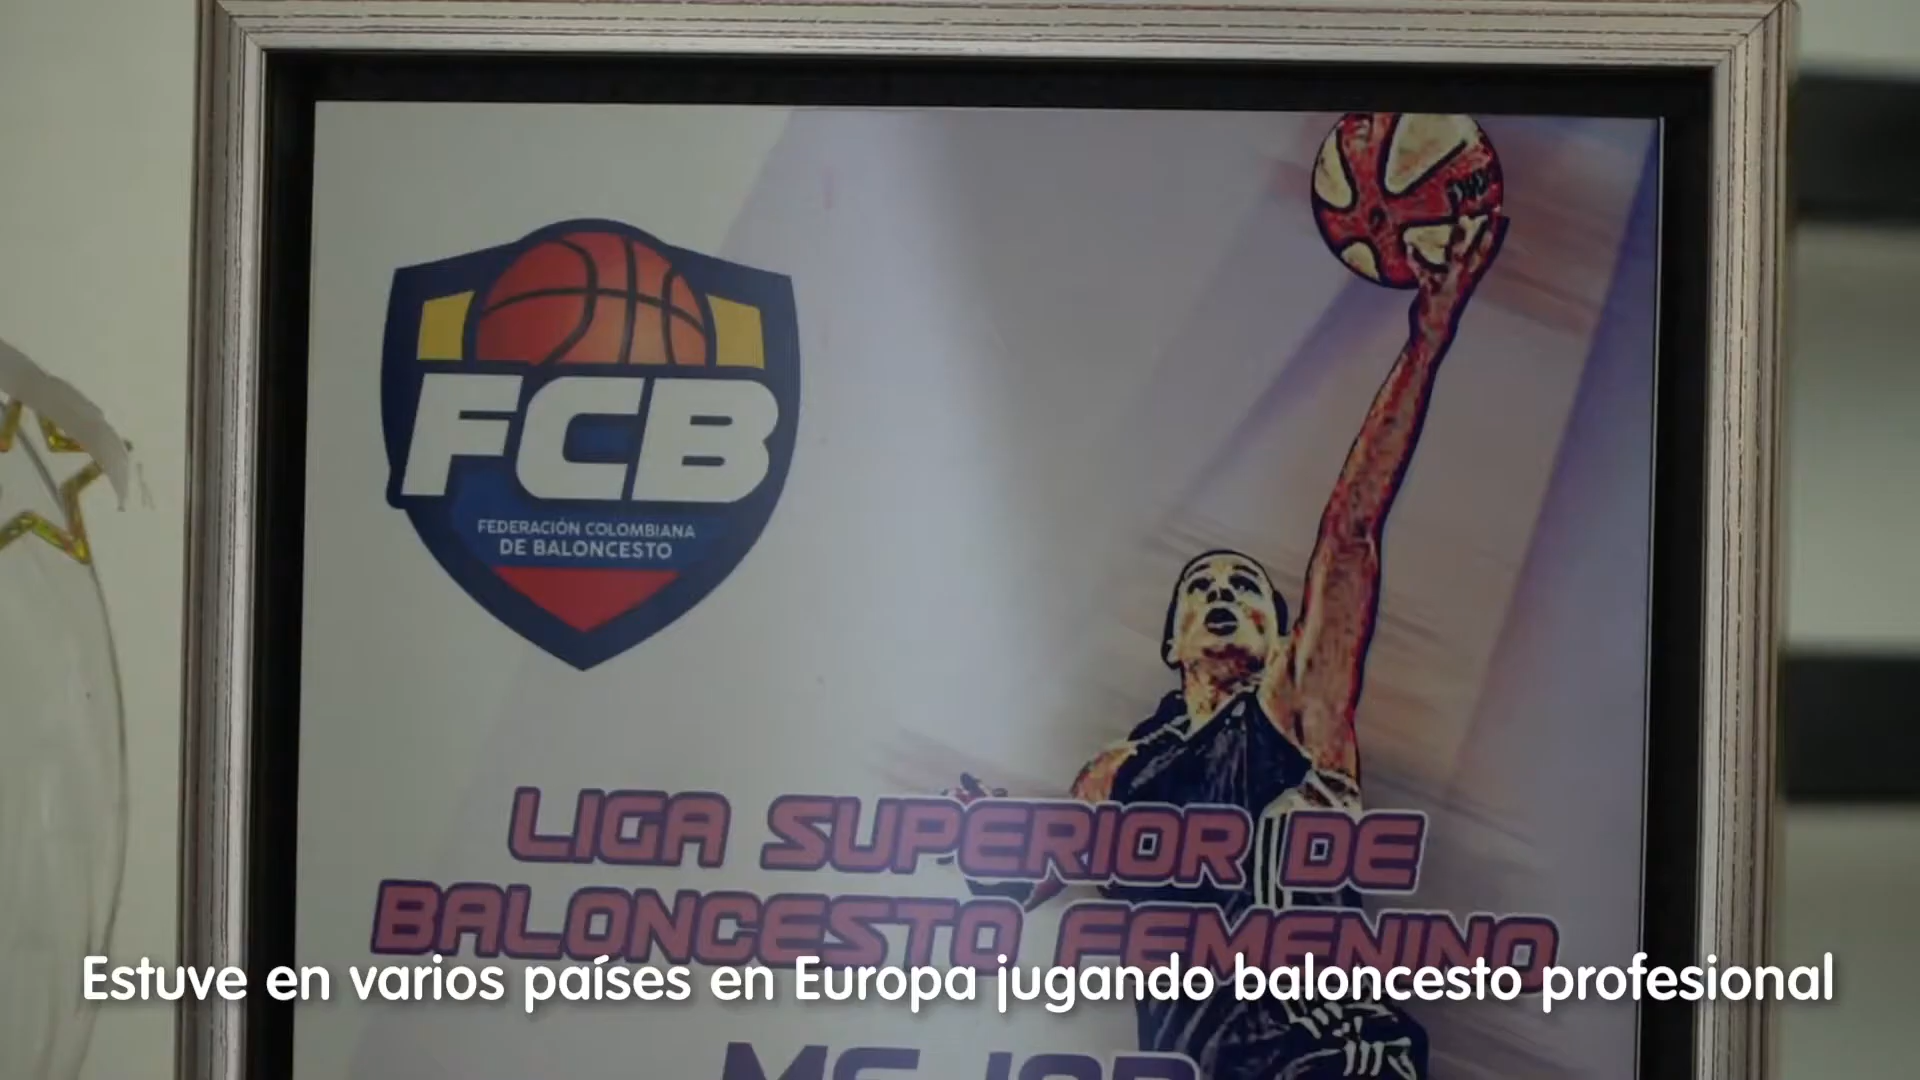 FCB
FEDERACIÓN COLOMBIANA
DE BALONCESTO
LIGA SUPERIOR DE
BALONCESTO FEMENINO
Estuve en varios países en Europa jugando baloncesto profesional
MEJOR